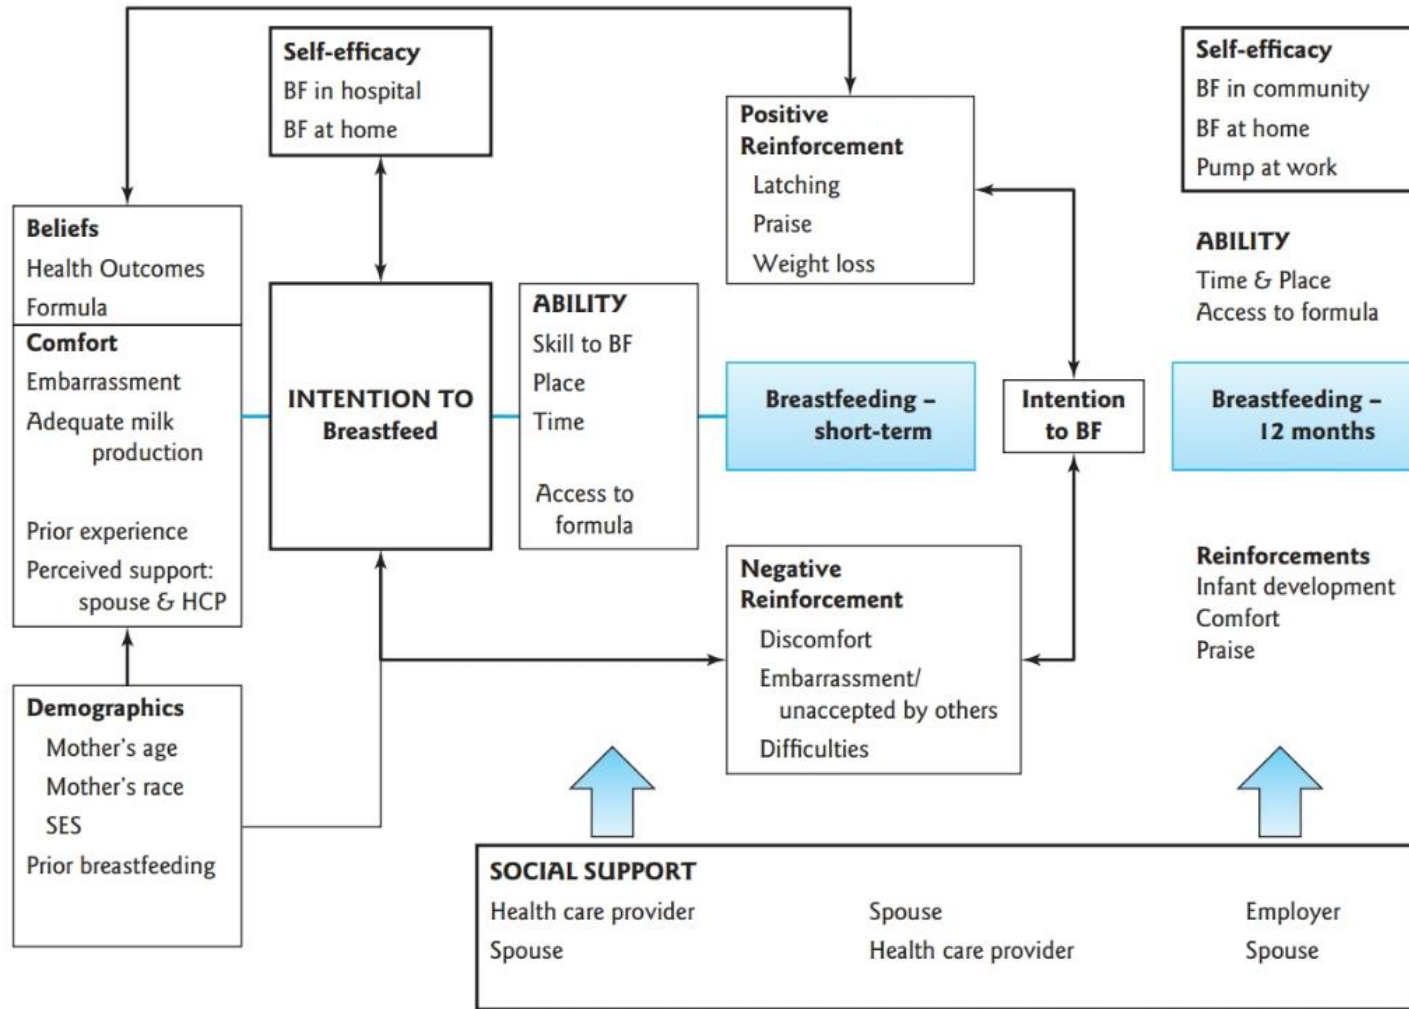 Self-efficacy
BF in hospital
BF at home
Beliefs
Health Outcomes
Formula
Comfort
Embarrassment
Adequate milk
production
Prior experience
Perceived support:
spouse & HCP
Demographics
Mother's age
Mother's race
SES
Prior breastfeeding
INTENTION TO
Breastfeed
ABILITY
Skill to BF
Place
Time
Access to
formula
Positive
Reinforcement
Latching
Praise
Weight loss
Breastfeeding –
short-term
Negative
Reinforcement
Discomfort
Embarrassment/
unaccepted by others
Difficulties
Intention
to BF
Self-efficacy
BF in community
BF at home
Pump at work
ABILITY
Time & Place
Access to formula
Breastfeeding –
12 months
Reinforcements
Infant development
Comfort
Praise
SOCIAL SUPPORT
Health care provider
Spouse
Spouse
Health care provider
Employer
Spouse